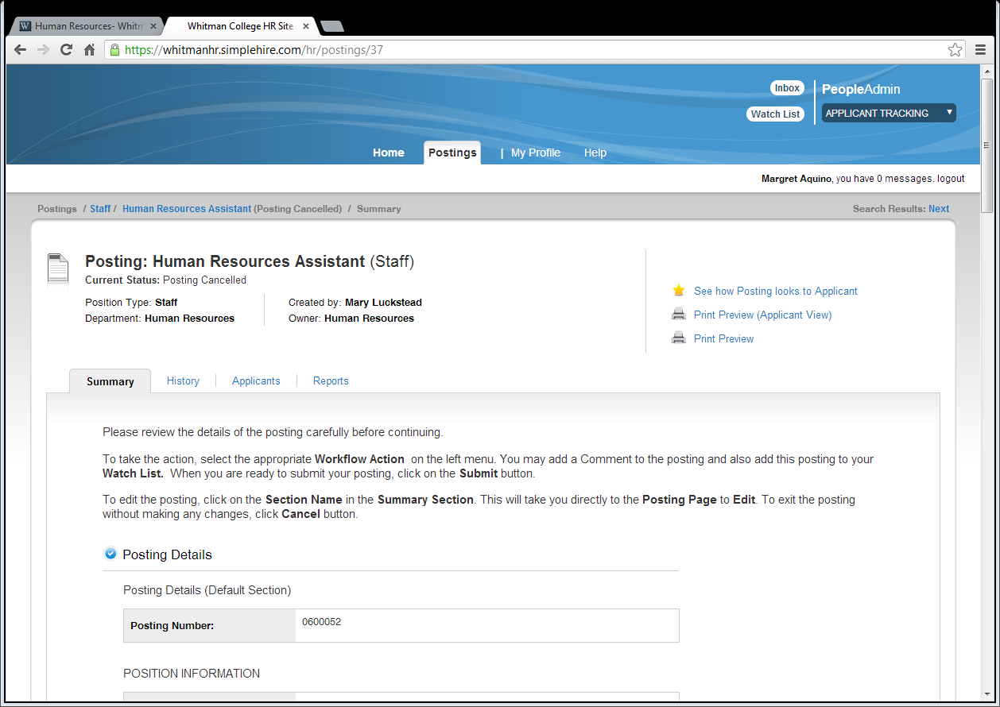 Human Resources- Whitm
Whitman College HR Site
https://whitmanhr.simplehire.com/hr/postings/37
Inbox
PeopleAdmin
Watch List
APPLICANT TRACKING
Home
Postings
| My Profile
Help
Margret Aquino, you have 0 messages. logout
Postings / Staff / Human Resources Assistant (Posting Cancelled) / Summary
Search Results: Next
Posting: Human Resources Assistant (Staff)
Current Status: Posting Cancelled
Position Type: Staff
Department: Human Resources
Created by: Mary Luckstead
Owner: Human Resources
See how Posting looks to Applicant
Print Preview (Applicant View)
Print Preview
Summary
History
Applicants
Reports
Please review the details of the posting carefully before continuing.
To take the action, select the appropriate Workflow Action on the left menu. You may add a Comment to the posting and also add this posting to your
Watch List. When you are ready to submit your posting, click on the Submit button.
To edit the posting, click on the Section Name in the Summary Section. This will take you directly to the Posting Page to Edit. To exit the posting
without making any changes, click Cancel button.
Posting Details
Posting Details (Default Section)
Posting Number:
0600052
POSITION INFORMATION